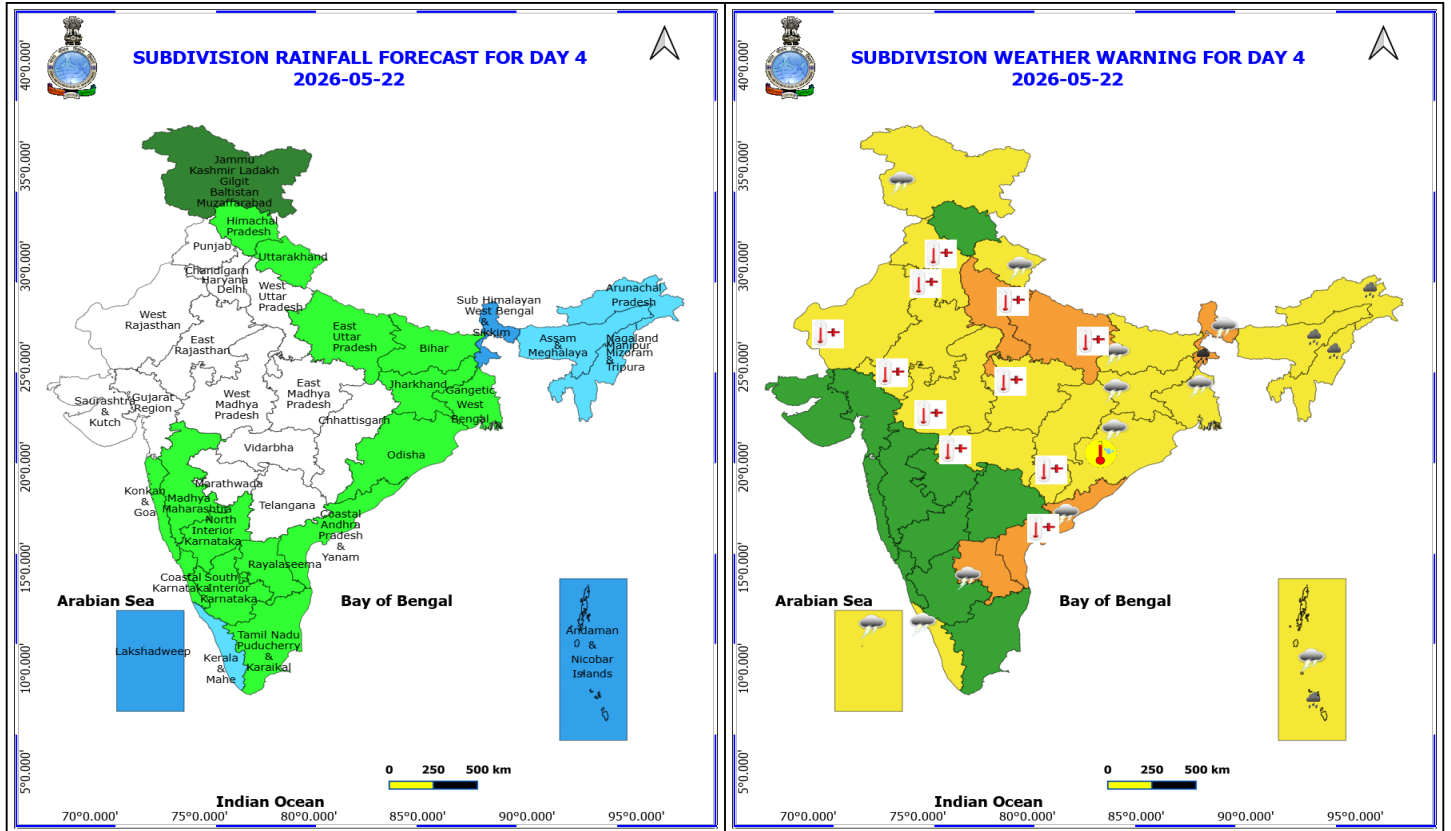 SUBDIVISION RAINFALL FORECAST FOR DAY 4
2026-05-22
40°0.000'
35°0.000'
30°0.000'
25°0.000'
20°0.000'
15°0.000'
10°0.000'
5°0.000'
Jammu
Kashmir Ladakh
Gilgit
Baltistan
Muzaffarabad
Himachal
Pradesh
Punjab
Uttarakhand
Chandigarh
Haryana
Delhi
West
Uttar
Pradesh
Arunachal
Pradesh
Sub Himalayan
West Bengal
&
Sikkim
West
Rajasthan
East
Rajasthan
East
Uttar
Pradesh
Bihar
Assam
&
Meghalaya
Nagaland
Manipur
Mizoram
&
Tripura
Saurashtra
&
Kutch
Gujarat
Region
West
Madhya
Pradesh
East
Madhya
Pradesh
Jharkhand
Gangetic
West
Bengal
Chhattisgarh
Vidarbha
Odisha
Konkan
&
Goa
Madhya
Maharashtra
Marathwada
Telangana
North
Interior
Karnataka
Coastal
Andhra
Pradesh
&
Yanam
Rayalaseema
Coastal
Karnataka
South
Interior
Karnataka
Arabian Sea
Bay of Bengal
Lakshadweep
Kerala
&
Mahe
Tamil Nadu
Puducherry
&
Karaikal
Andaman
&
Nicobar
Islands
0 250 500 km
Indian Ocean
70°0.000' 75°0.000' 80°0.000' 85°0.000' 90°0.000' 95°0.000'
SUBDIVISION WEATHER WARNING FOR DAY 4
2026-05-22
40°0.000'
35°0.000'
30°0.000'
25°0.000'
20°0.000'
15°0.000'
10°0.000'
5°0.000'
Arabian Sea
Bay of Bengal
0 250 500 km
Indian Ocean
70°0.000' 75°0.000' 80°0.000' 85°0.000' 90°0.000' 95°0.000'